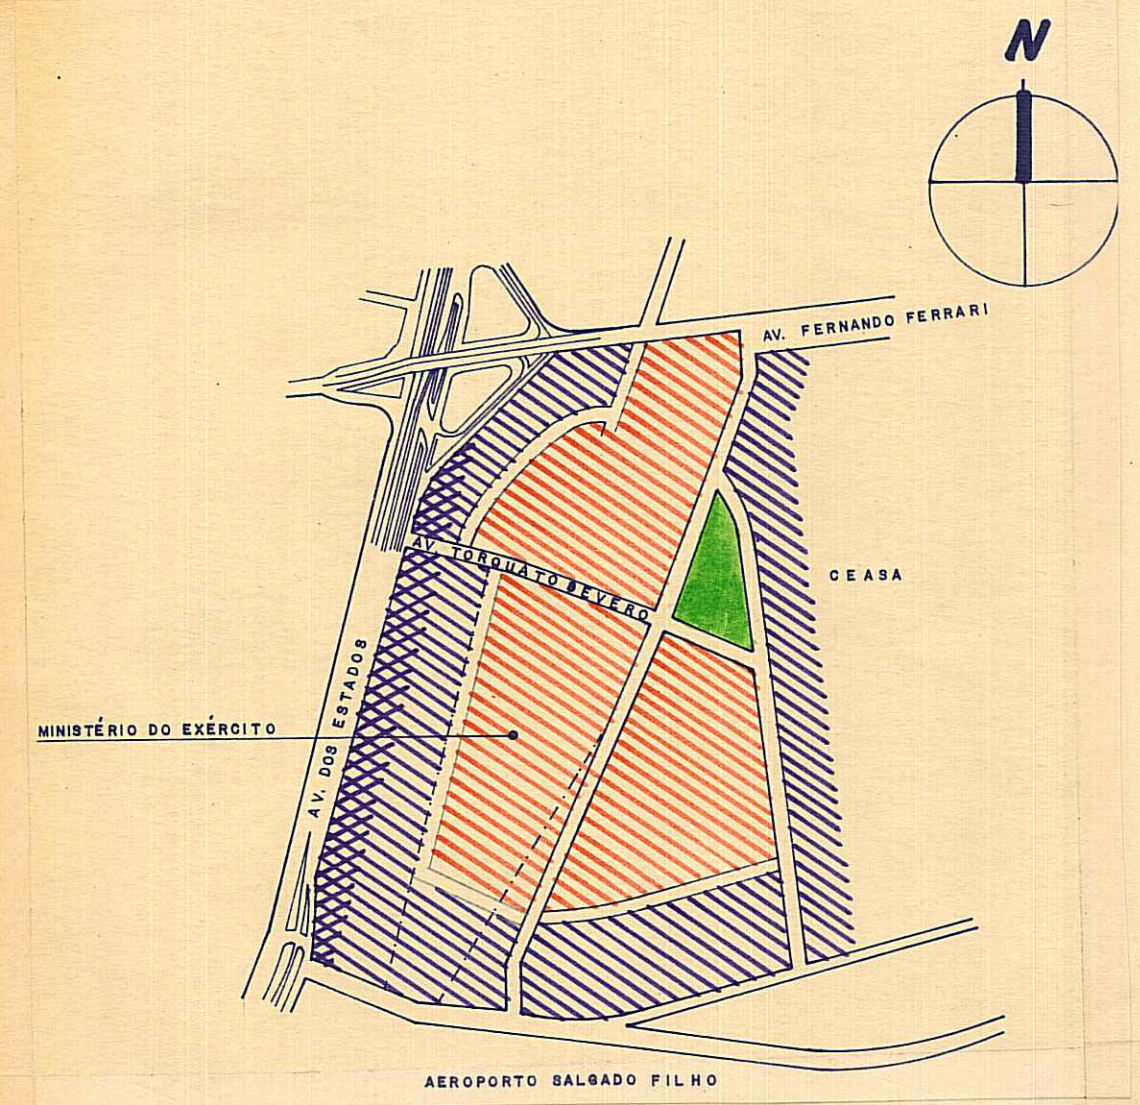 N
AV. FERNANDO FERRARI
AV. TORQUATO SEVERO
CEASA
AV. DOS ESTADOS
MINISTÉRIO DO EXÉRCITO
AEROPORTO SALGADO FILHO